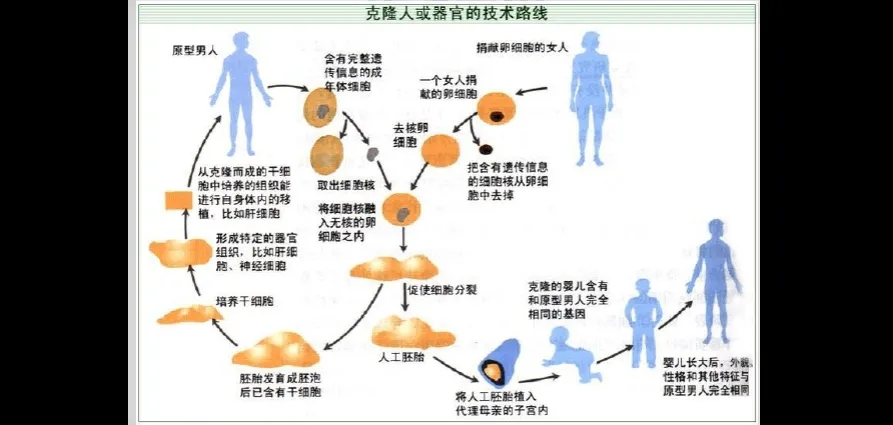 克隆人或器官的技术路线
原型男人
含有完整遗
传信息的成
年体细胞
捐献卵细胞的女人
一个女人捐
献的卵细胞
去核卵
细胞
取出细胞核
把含有遗传信息
的细胞核从卵细
胞中去掉
将细胞核融
入无核的卵
细胞之内
从克隆而成的干细
胞中培养的组织能
进行自身体内的移
植，比如肝细胞
形成特定的器官
组织，比如肝细
胞、神经细胞
培养干细胞
胚胎发育成胚泡
后已含有干细胞
促使细胞分裂
人工胚胎
将人工胚胎植入
代理母亲的子宫内
克隆的婴儿含有
和原型男人完全
相同的基因
婴儿长大后，外貌、
性格和其他特征与
原型男人完全相同